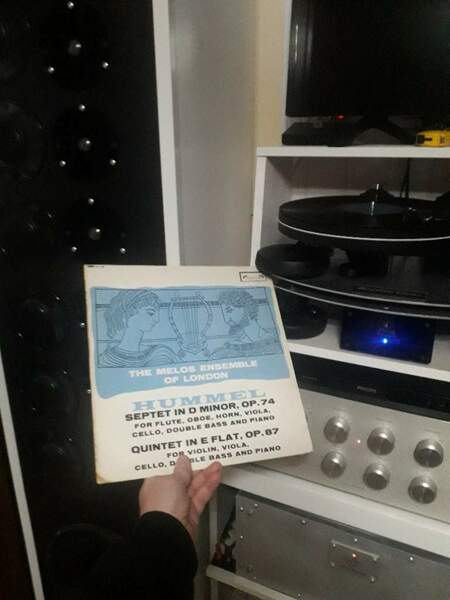 THE MELOS ENSEMBLE
OF LONDON
HUMMEL
SEPTET IN D MINOR, OP.74
FOR FLUTE, OBOE, HORN, VIOLA,
CELLO, DOUBLE BASS AND PIANO
QUINTET IN E FLAT, OP.87
FOR VIOLIN, VIOLA,
CELLO, DOUBLE BASS AND PIANO
PHILIPS